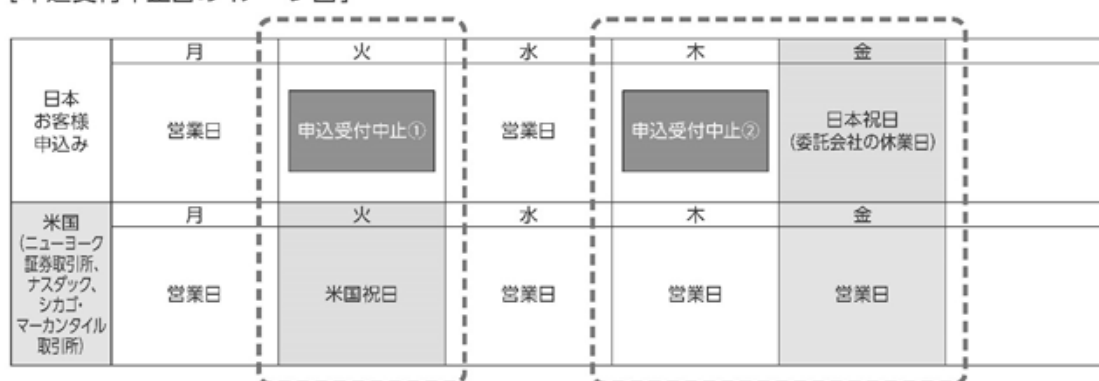 [申込受付中止日のイメージ図]
月 火 水 木 金
日本
お客様
申込み
営業日 申込受付中止① 営業日 申込受付中止② 日本祝日
(委託会社の休業日)
月 火 水 木 金
米国
(ニューヨーク
証券取引所、
ナスダック、
シカゴ・
マーカンタイル
取引所)
営業日 米国祝日 営業日 営業日 営業日